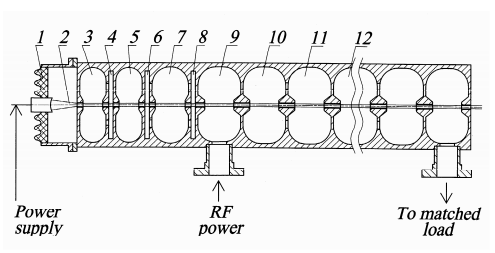 1 2 3 4 5 6 7 8 9 10 11 12
Power
supply
RF
power
To matched
load